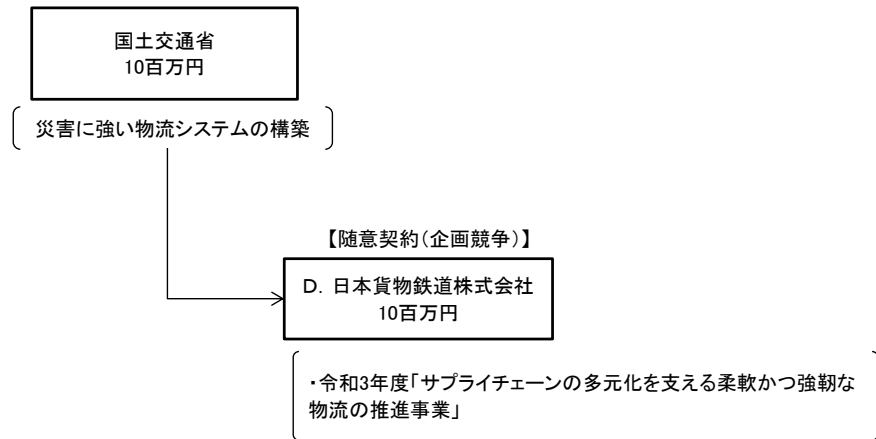 国土交通省
10百万円
災害に強い物流システムの構築
【随意契約(企画競争)】
D. 日本貨物鉄道株式会社
10百万円
・令和3年度「サプライチェーンの多元化を支える柔軟かつ強靭な
物流の推進事業」